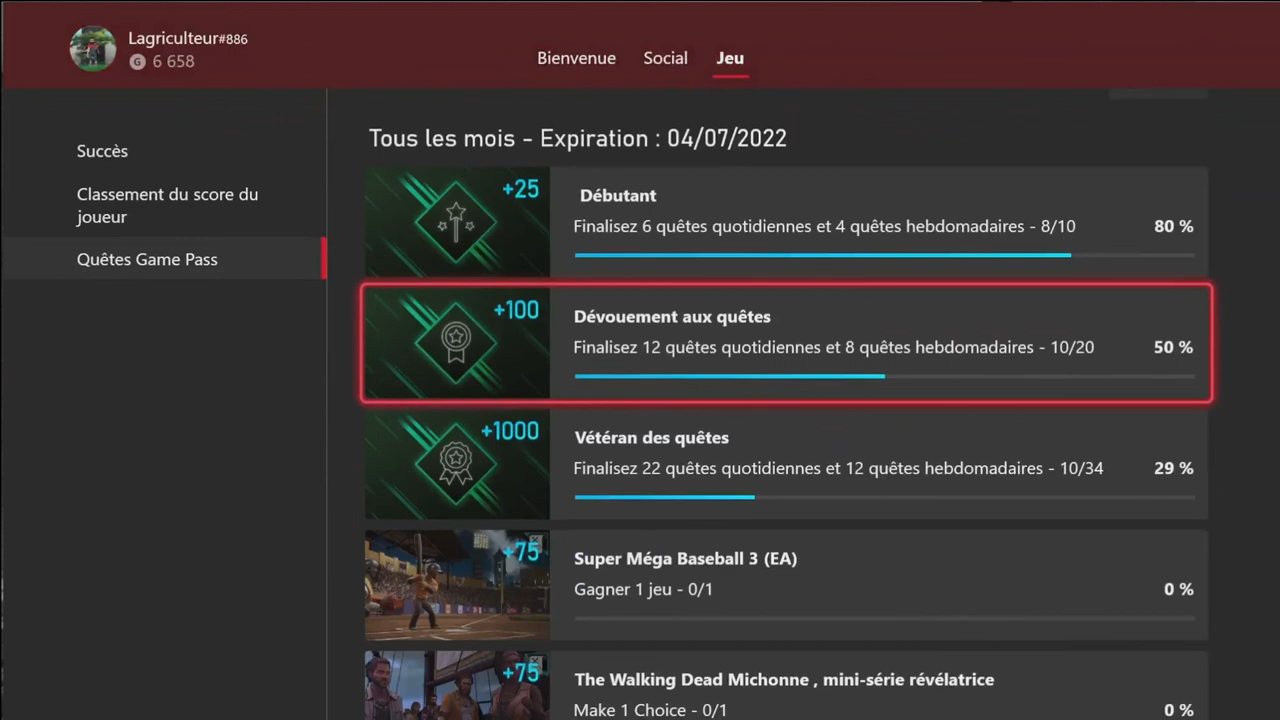 Lagriculteur#886
G 6 658
Bienvenue Social Jeu
Succès
Classement du score du
joueur
Quêtes Game Pass
Tous les mois - Expiration : 04/07/2022
+25
Débutant
Finalisez 6 quêtes quotidiennes et 4 quêtes hebdomadaires - 8/10 80 %
+100
Dévouement aux quêtes
Finalisez 12 quêtes quotidiennes et 8 quêtes hebdomadaires - 10/20 50 %
+1000
Vétéran des quêtes
Finalisez 22 quêtes quotidiennes et 12 quêtes hebdomadaires - 10/34 29 %
+75
Super Méga Baseball 3 (EA)
Gagner 1 jeu - 0/1 0 %
+75
The Walking Dead Michonne , mini-série révélatrice
Make 1 Choice - 0/1 0 %